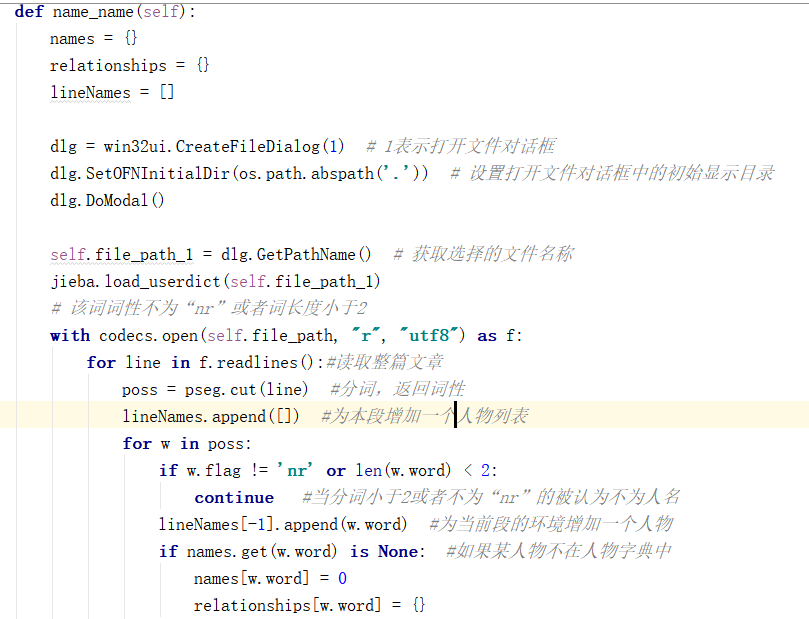 def name_name(self):
names = {}
relationships = {}
lineNames = []
dlg = win32ui.CreateFileDialog(1)  # 1表示打开文件对话框
dlg.SetOFNInitialDir(os.path.abspath('.'))  # 设置打开文件对话框中的初始显示目录
dlg.DoModal()
self.file_path_1 = dlg.GetPathName()  # 获取选择的文件名称
jieba.load_userdict(self.file_path_1)
# 该词词性不为“nr”或者词长度小于2
with codecs.open(self.file_path, "r", "utf8") as f:
for line in f.readlines():#读取整篇文章
poss = pseg.cut(line)  #分词，返回词性
lineNames.append([])  #为本段增加一个人物列表
for w in poss:
if w.flag != 'nr' or len(w.word) < 2:
continue   #当分词小于2或者不为“nr”的被认为不为人名
lineNames[-1].append(w.word)  #为当前段的环境增加一个人物
if names.get(w.word) is None:  #如果某人物不在人物字典中
names[w.word] = 0
relationships[w.word] = {}